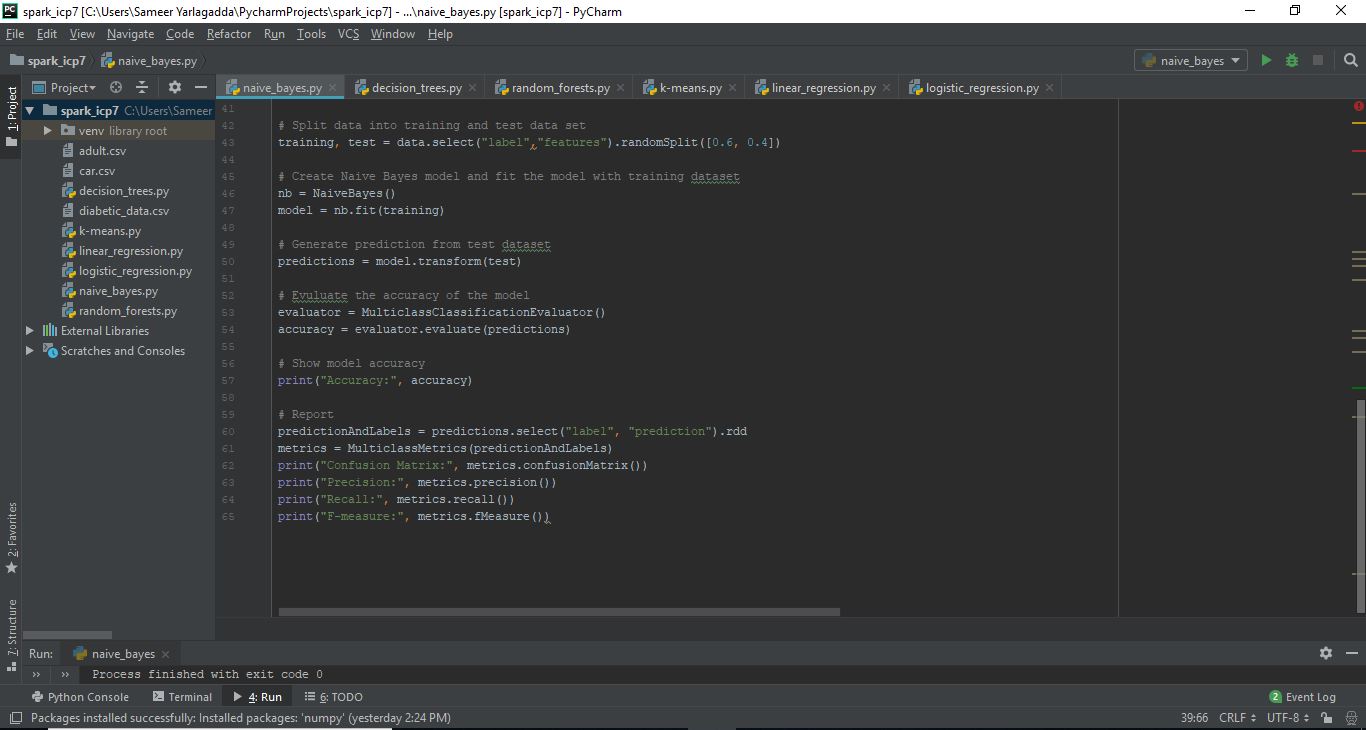 spark_icp7 [C:\Users\Sameer Yarlagadda\PycharmProjects\spark_icp7] - ...\naive_bayes.py [spark_icp7] - PyCharm
File Edit View Navigate Code Refactor Run Tools VCS Window Help
spark_icp7 naive_bayes.py naive_bayes
Project naive_bayes.py decision_trees.py random_forests.py k-means.py linear_regression.py logistic_regression.py
1: Project
spark_icp7 C:\Users\Sameer
venv library root
adult.csv
car.csv
decision_trees.py
diabetic_data.csv
k-means.py
linear_regression.py
logistic_regression.py
naive_bayes.py
random_forests.py
External Libraries
Scratches and Consoles
2: Favorites
7: Structure
41
42 # Split data into training and test data set
43 training, test = data.select("label","features").randomSplit([0.6, 0.4])
44
45 # Create Naive Bayes model and fit the model with training dataset
46 nb = NaiveBayes()
47 model = nb.fit(training)
48
49 # Generate prediction from test dataset
50 predictions = model.transform(test)
51
52 # Evuluate the accuracy of the model
53 evaluator = MulticlassClassificationEvaluator()
54 accuracy = evaluator.evaluate(predictions)
55
56 # Show model accuracy
57 print("Accuracy:", accuracy)
58
59 # Report
60 predictionAndLabels = predictions.select("label", "prediction").rdd
61 metrics = MulticlassMetrics(predictionAndLabels)
62 print("Confusion Matrix:", metrics.confusionMatrix())
63 print("Precision:", metrics.precision())
64 print("Recall:", metrics.recall())
65 print("F-measure:", metrics.fMeasure())
Run: naive_bayes
Process finished with exit code 0
Python Console Terminal 4: Run 6: TODO 2 Event Log
Packages installed successfully: Installed packages: 'numpy' (yesterday 2:24 PM) 39:66 CRLF UTF-8